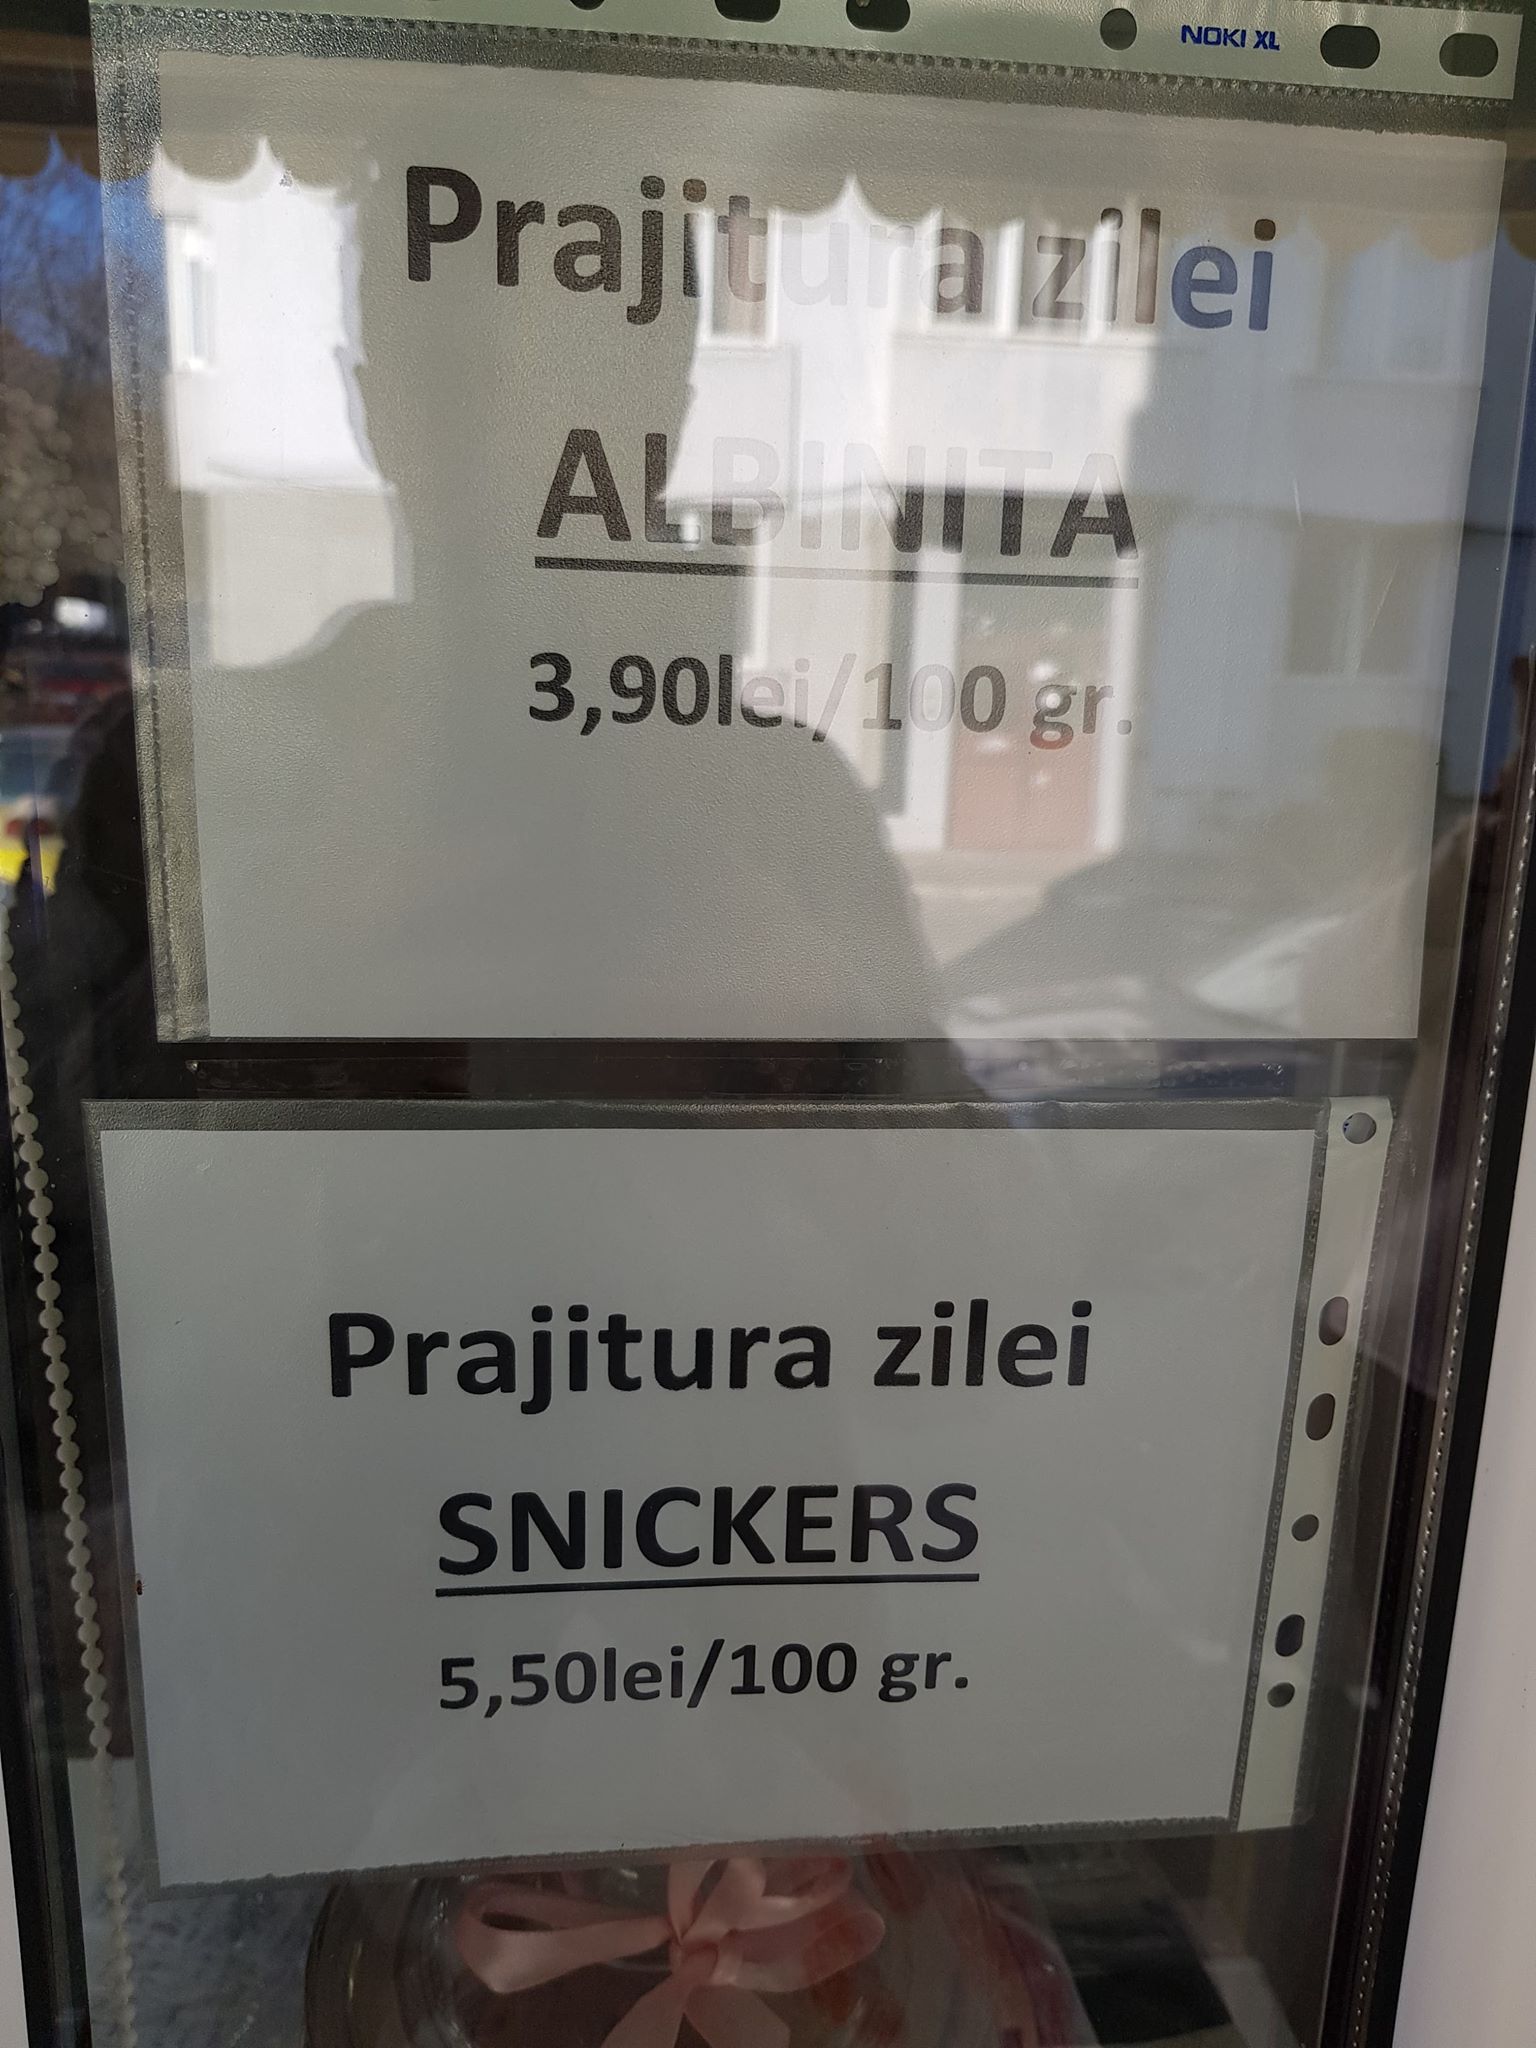 NOKI XL
Prajitura zilei
ALBINITA
3,90lei/100 gr.
Prajitura zilei
SNICKERS
5,50lei/100 gr.